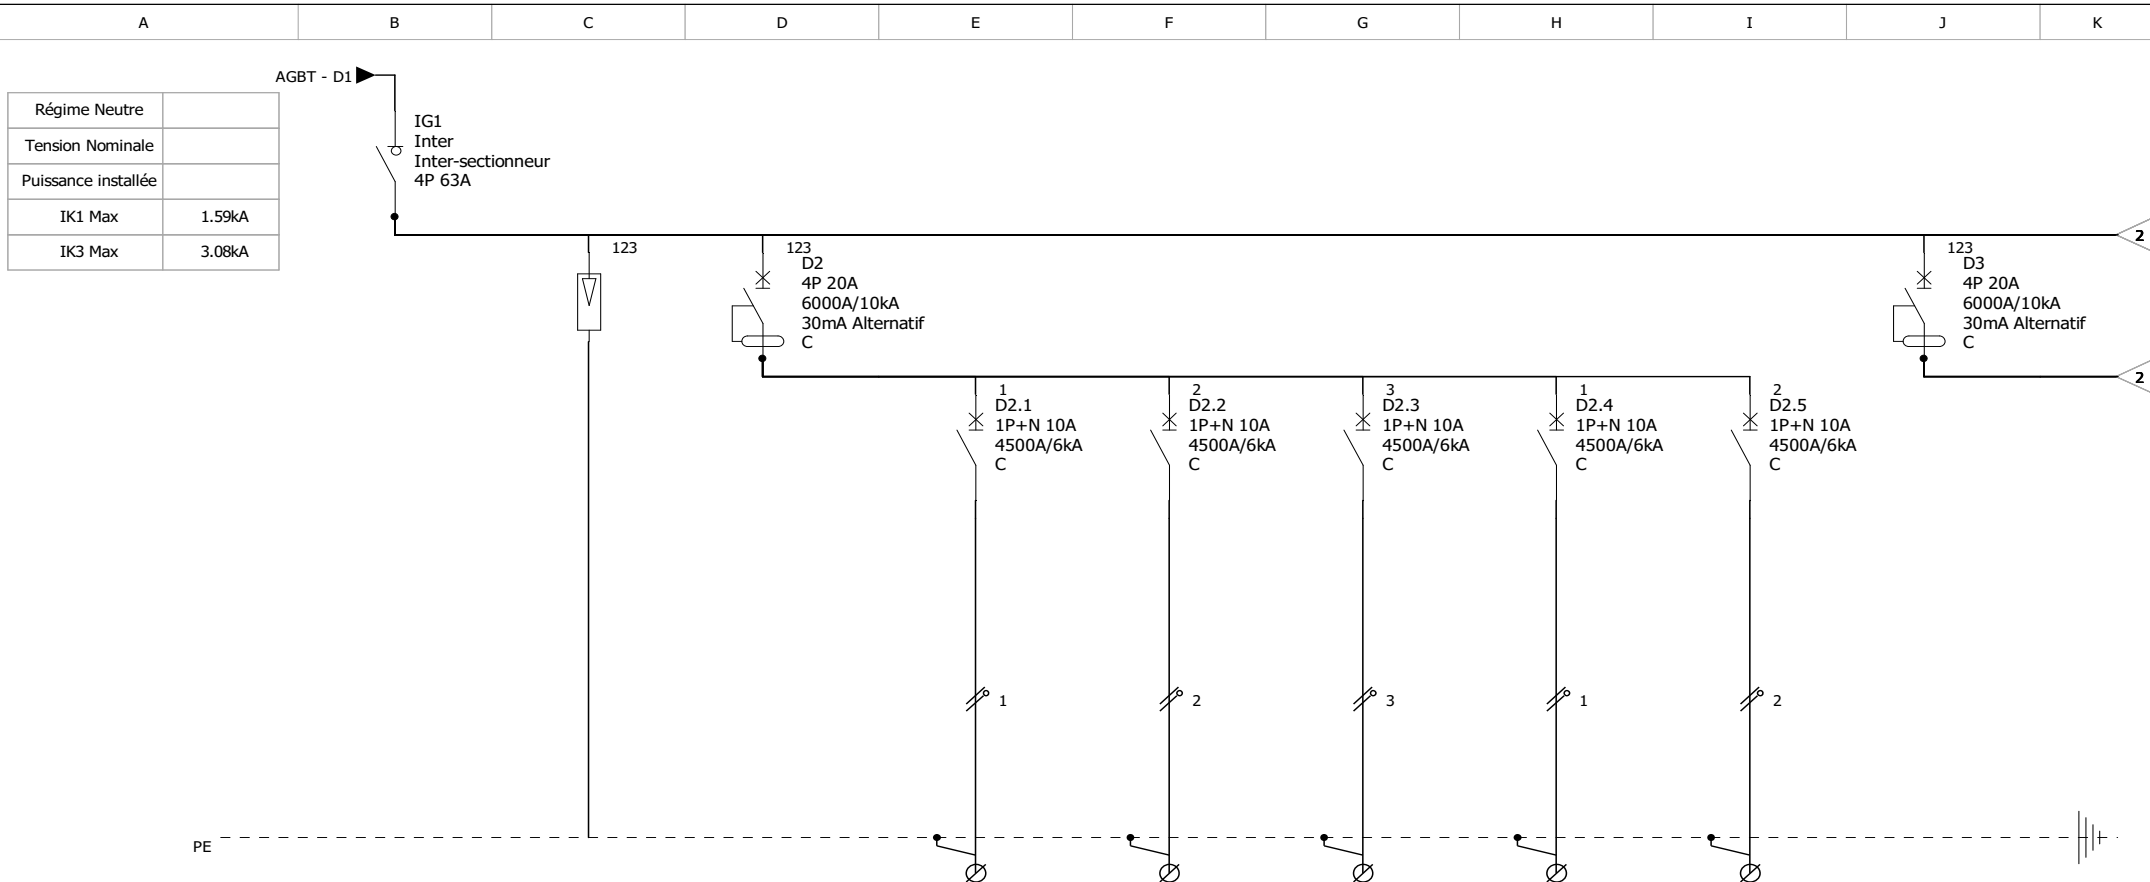 A B C D E F G H I J K
AGBT - D1
Régime Neutre
Tension Nominale
Puissance installée
IK1 Max 1.59kA
IK3 Max 3.08kA
IG1
Inter
Inter-sectionneur
4P 63A
2
123
123
D2
4P 20A
6000A/10kA
30mA Alternatif
C
123
D3
4P 20A
6000A/10kA
30mA Alternatif
C
2
1
D2.1
1P+N 10A
4500A/6kA
C
2
D2.2
1P+N 10A
4500A/6kA
C
3
D2.3
1P+N 10A
4500A/6kA
C
1
D2.4
1P+N 10A
4500A/6kA
C
2
D2.5
1P+N 10A
4500A/6kA
C
1 2 3 1 2
PE